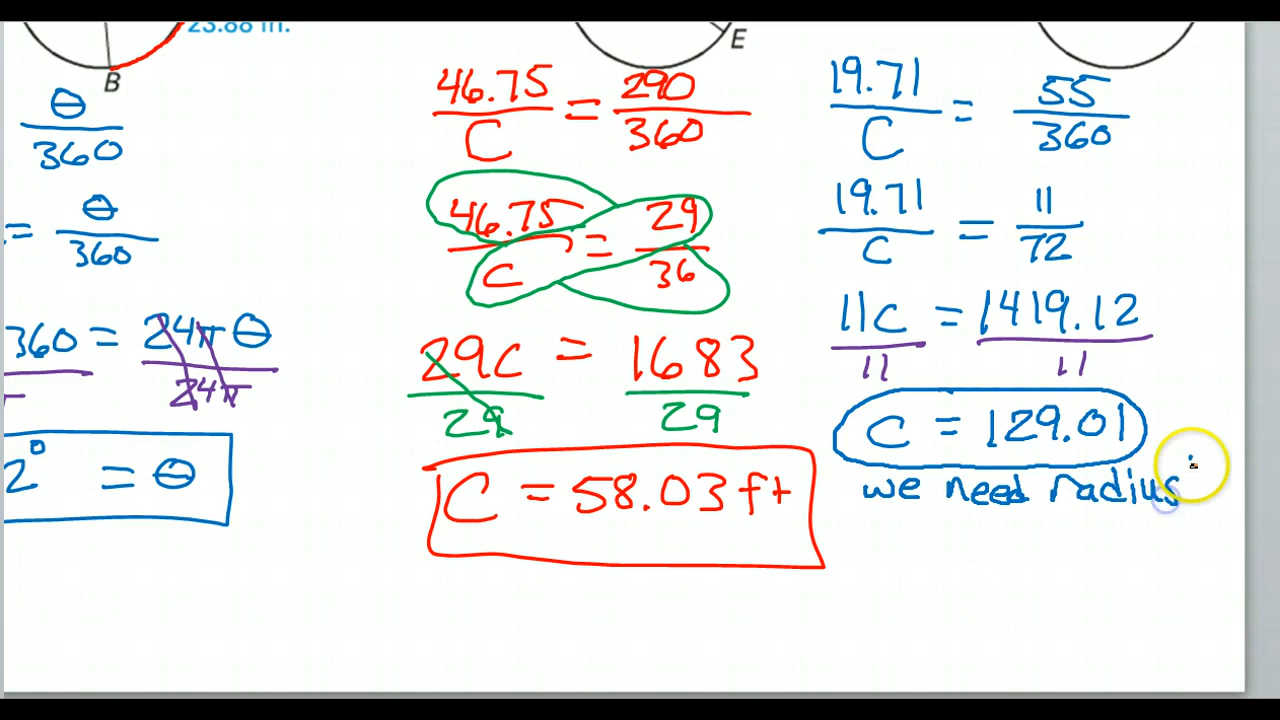 23.88 in.
B
θ/360
= θ/360
360 = 24πθ
24π
2° = θ
E
46.75/C = 290/360
46.75/C = 29/36
29C = 1683
29 29
C = 58.03 ft
19.71/C = 55/360
19.71/C = 11/72
11C = 1419.12
11 11
C = 129.01
we need radius